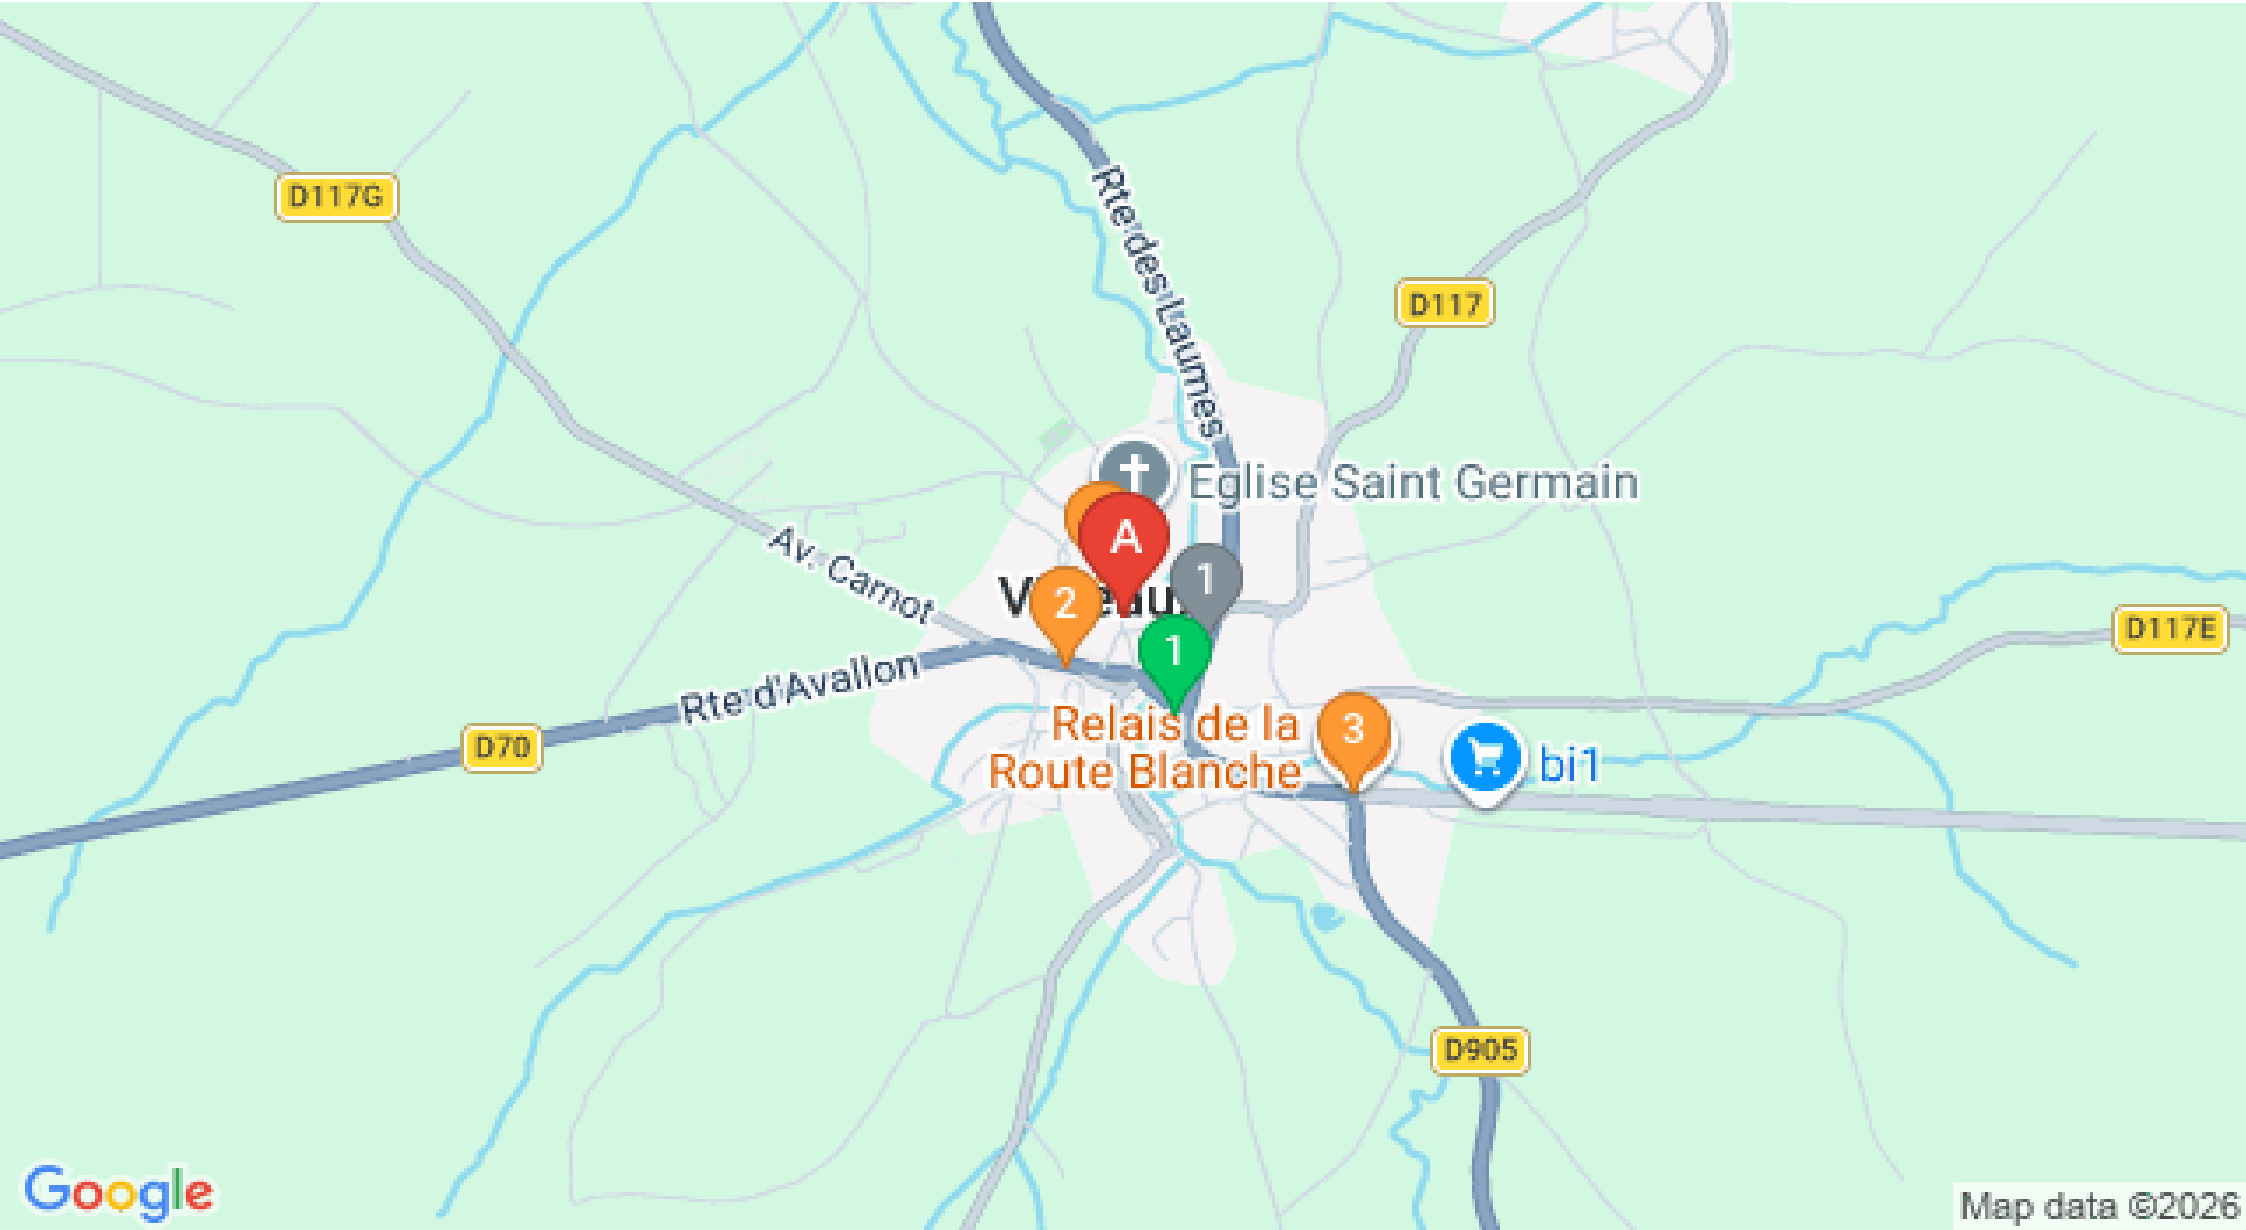 D117G
Rte des Laumes
D117
Eglise Saint Germain
A
1
2
Av. Carnot
1
D117E
Rte d'Avallon
D70
Relais de la
Route Blanche
3
bi1
D905
Google
Map data ©2026